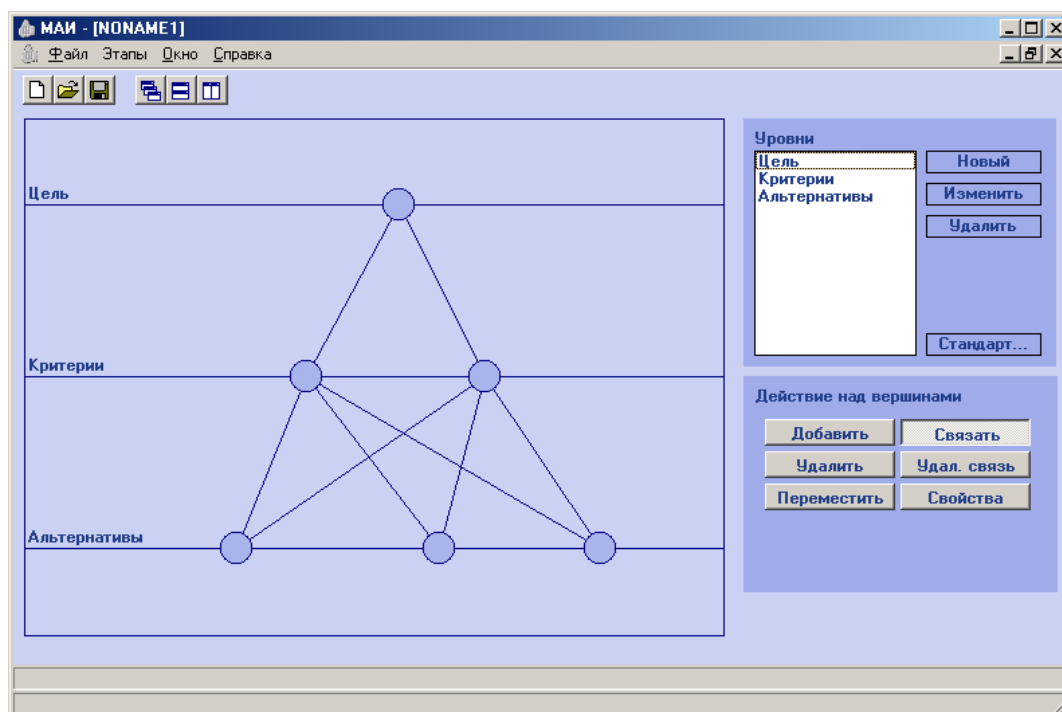 МАИ - [NONAME1]
Файл Этапы Окно Справка
Цель
Критерии
Альтернативы
Уровни
Цель
Критерии
Альтернативы
Новый
Изменить
Удалить
Стандарт...
Действие над вершинами
Добавить Связать
Удалить Удал. связь
Переместить Свойства